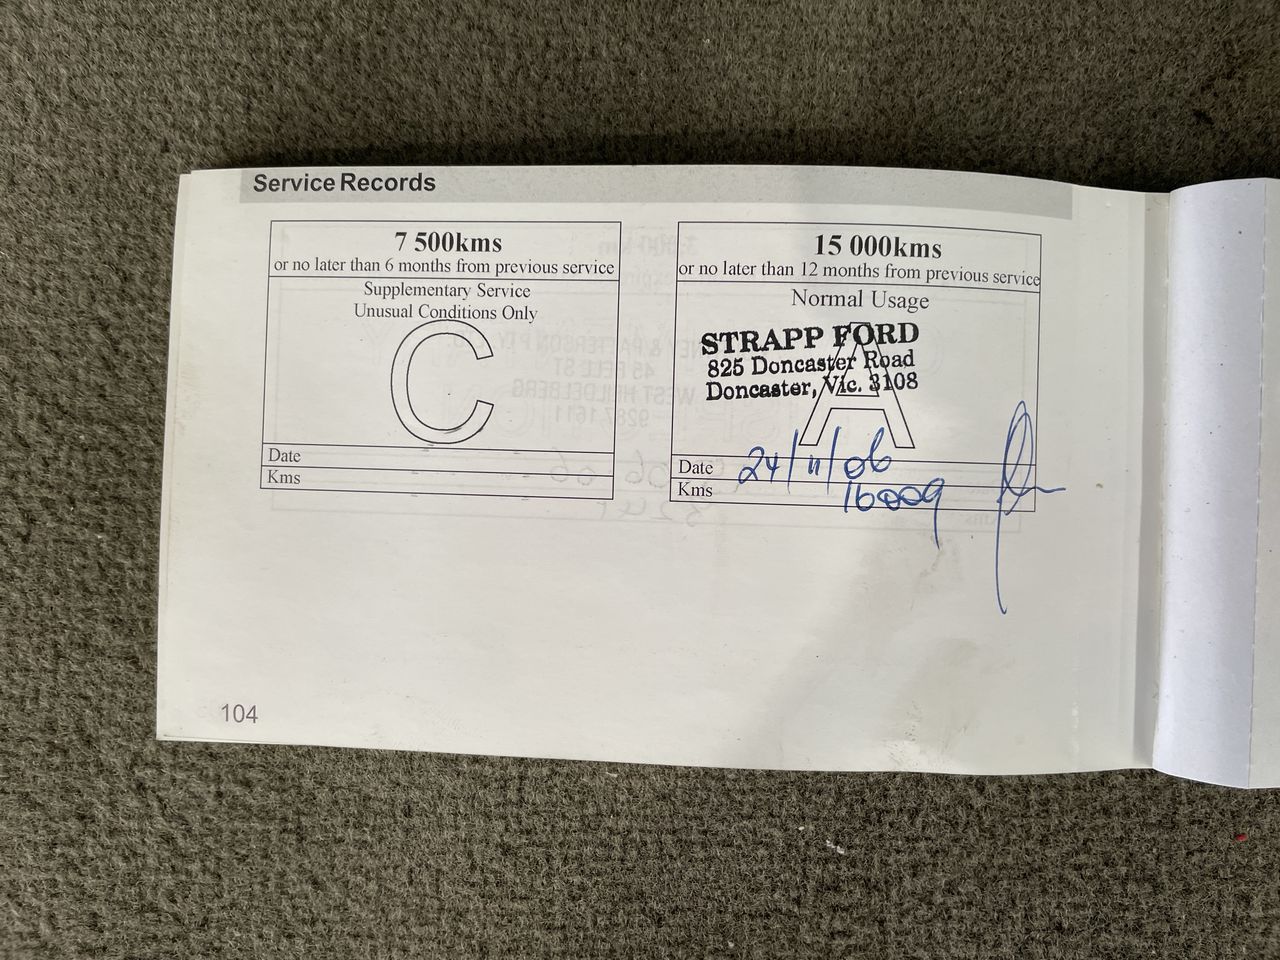 Service Records
7 500kms
or no later than 6 months from previous service
Supplementary Service
Unusual Conditions Only
C
Date
Kms
15 000kms
or no later than 12 months from previous service
Normal Usage
A
STRAPP FORD
825 Doncaster Road
Doncaster, Vic. 3108
Date 24/11/06
Kms 16009
104